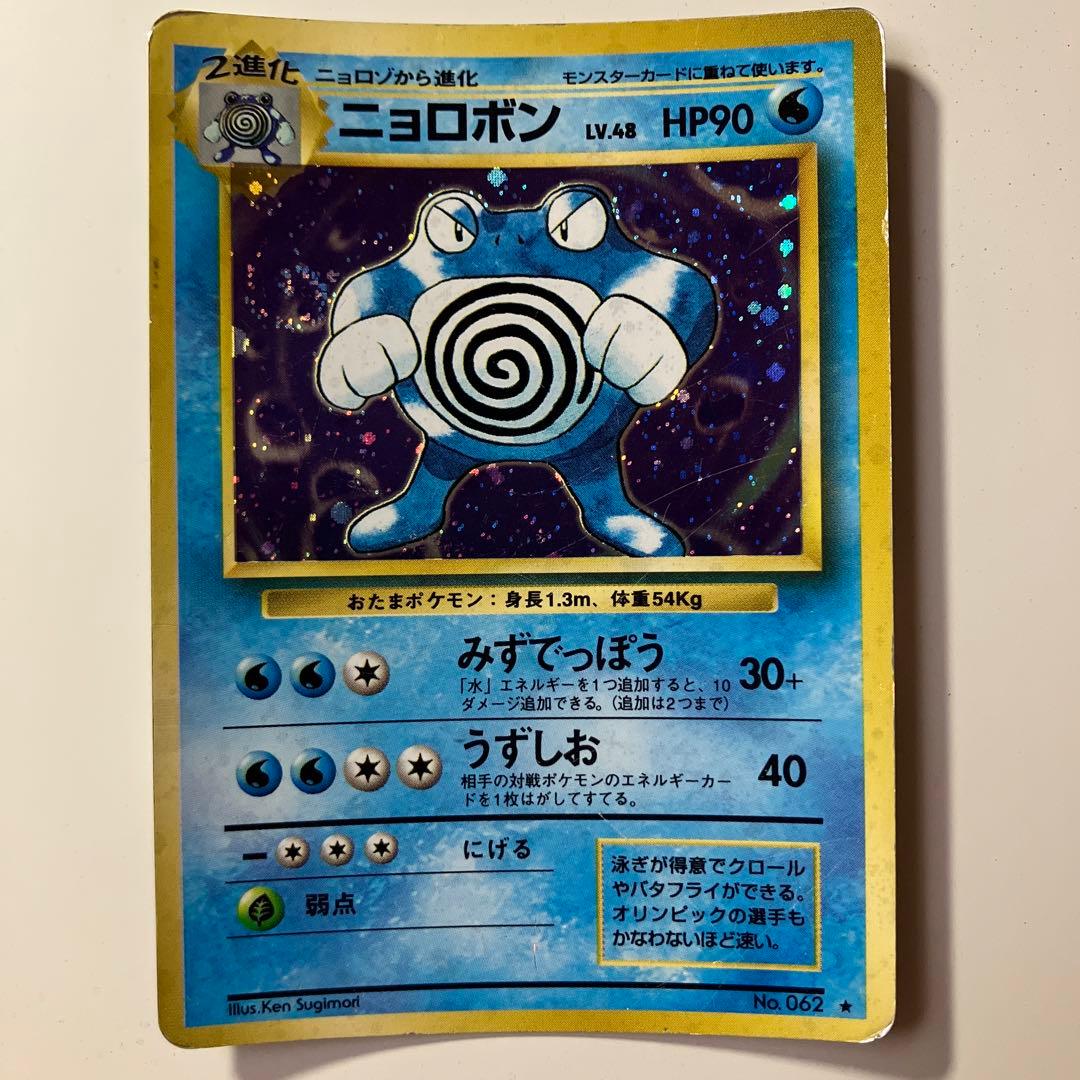 2進化 ニョロゾから進化 モンスターカードに重ねて使います。
ニョロボン LV.48 HP90
おたまポケモン：身長1.3m、体重54Kg
みずでっぽう 30+
「水」エネルギーを1つ追加すると、10
ダメージ追加できる。（追加は2つまで）
うずしお 40
相手の対戦ポケモンのエネルギーカー
ドを1枚はがしてすてる。
にげる
弱点
泳ぎが得意でクロール
やバタフライができる。
オリンピックの選手も
かなわないほど速い。
Illus.Ken Sugimori No.062 ★